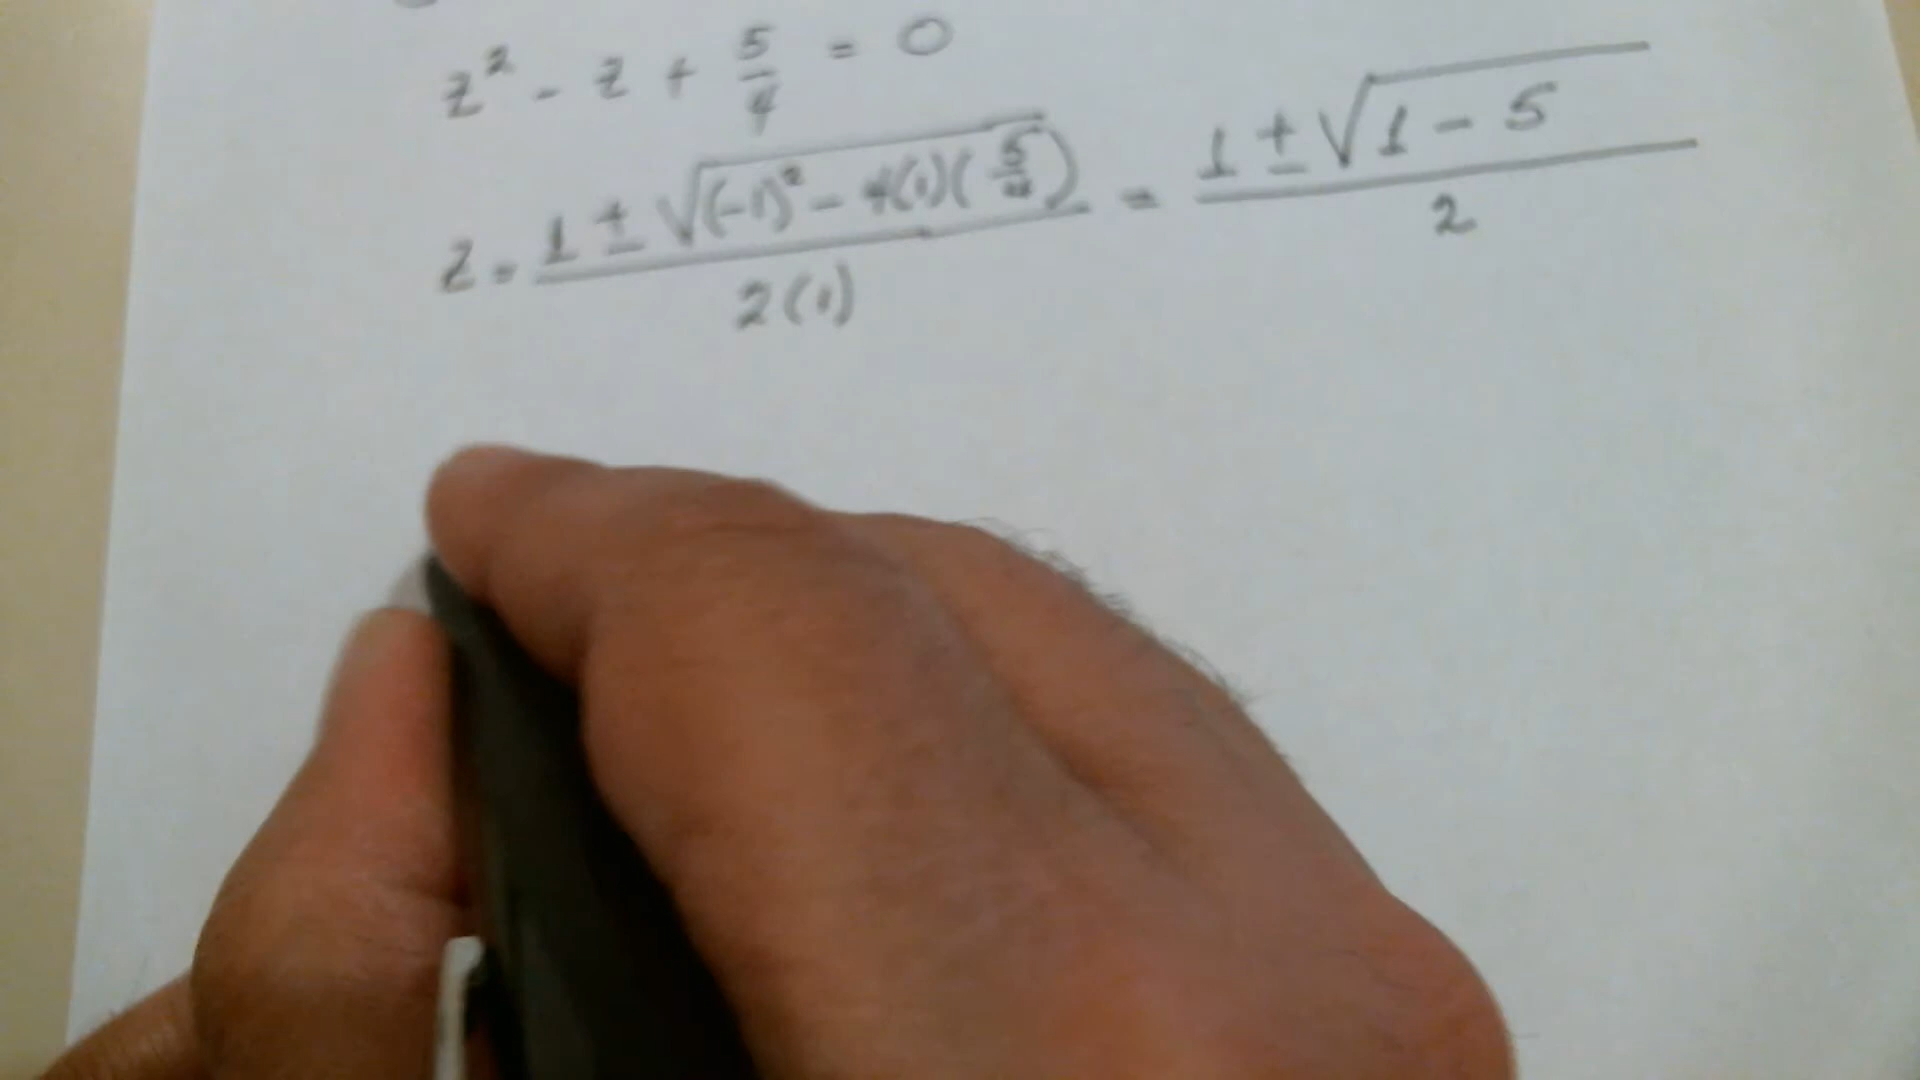 z² - z + 5/4 = 0
z = (1 ± √((-1)² - 4(1)(5/4))) / 2(1) = (1 ± √(1 - 5)) / 2